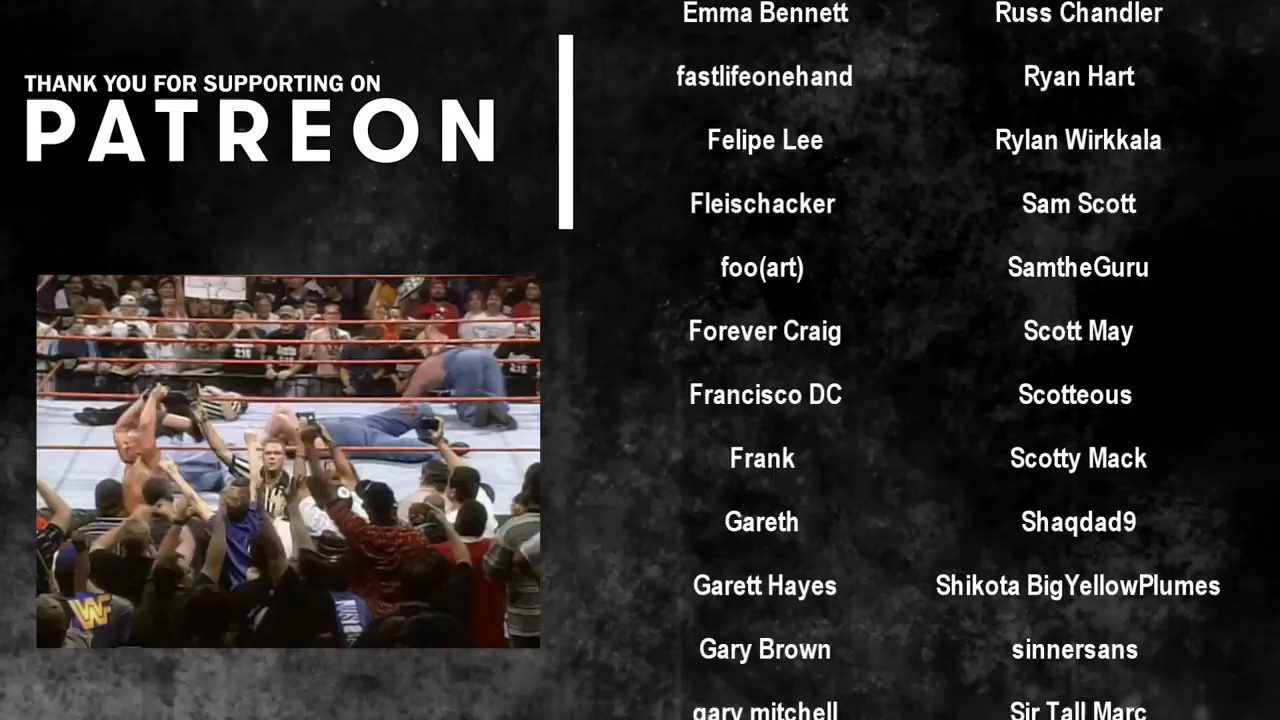 THANK YOU FOR SUPPORTING ON
PATREON
Emma Bennett
fastlifeonehand
Felipe Lee
Fleischacker
foo(art)
Forever Craig
Francisco DC
Frank
Gareth
Garett Hayes
Gary Brown
gary mitchell
Russ Chandler
Ryan Hart
Rylan Wirkkala
Sam Scott
SamtheGuru
Scott May
Scotteous
Scotty Mack
Shaqdad9
Shikota BigYellowPlumes
sinnersans
Sir Tall Marc
WF